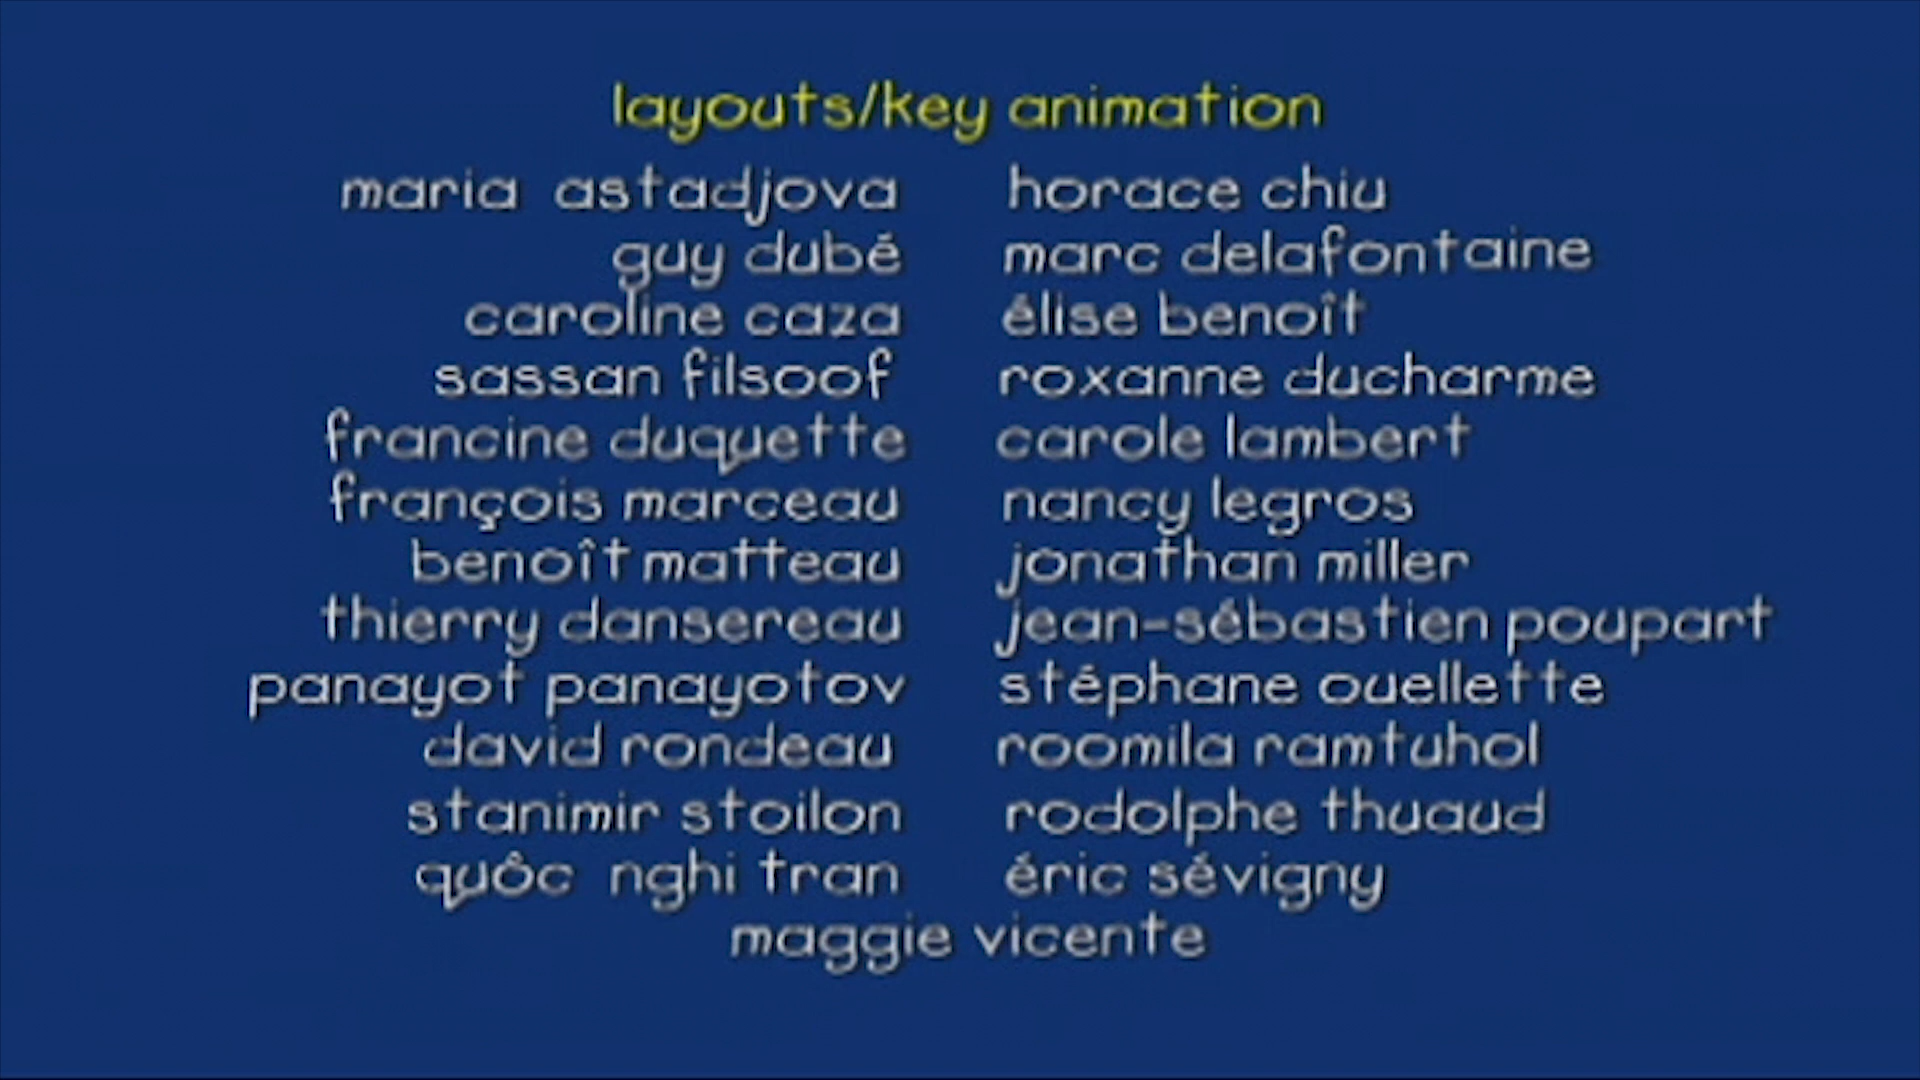 layouts/key animation
maria astadjova horace chiu
guy dubé marc delafontaine
caroline caza élise benoît
sassan filsoof roxanne ducharme
francine duquette carole lambert
françois marceau nancy legros
benoît matteau jonathan miller
thierry dansereau jean-sébastien poupart
panayot panayotov stéphane ouellette
david rondeau roomila ramtuhol
stanimir stoilon rodolphe thuaud
quôc nghi tran éric sévigny
maggie vicente